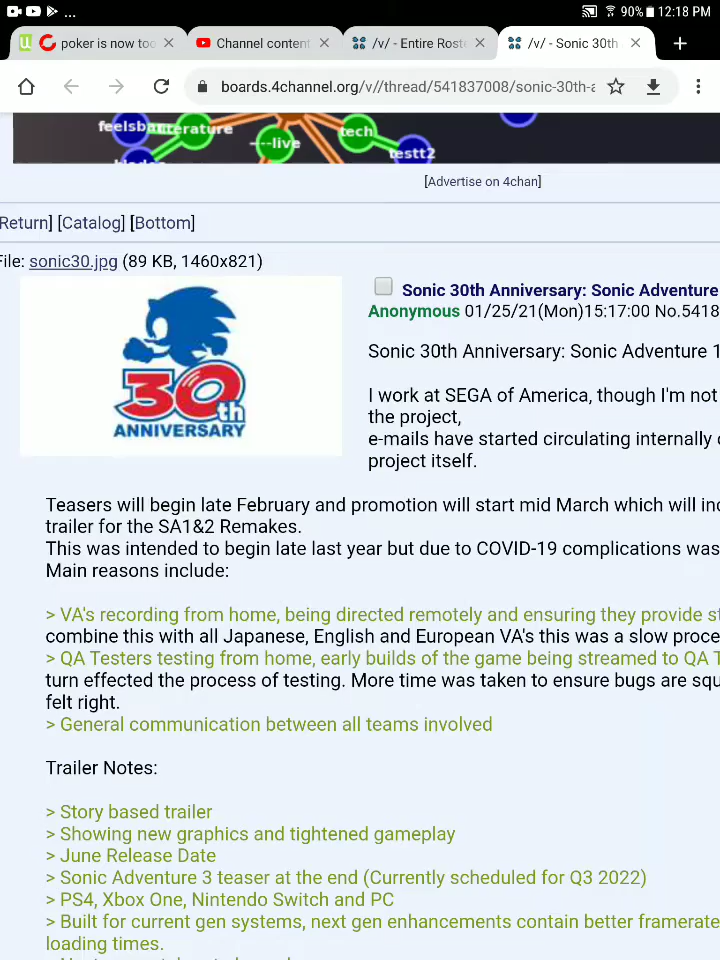 90% 12:18 PM
poker is now too
Channel content
/v/ - Entire Rost
/v/ - Sonic 30th
boards.4channel.org/v//thread/541837008/sonic-30th-a
literature
tech
---live
testt2
[Advertise on 4chan]
Return] [Catalog] [Bottom]
File: sonic30.jpg (89 KB, 1460x821)
30th
ANNIVERSARY
Sonic 30th Anniversary: Sonic Adventure
Anonymous 01/25/21(Mon)15:17:00 No.5418
Sonic 30th Anniversary: Sonic Adventure 1
I work at SEGA of America, though I'm not
the project,
e-mails have started circulating internally
project itself.
Teasers will begin late February and promotion will start mid March which will inc
trailer for the SA1&2 Remakes.
This was intended to begin late last year but due to COVID-19 complications was
Main reasons include:
> VA's recording from home, being directed remotely and ensuring they provide st
combine this with all Japanese, English and European VA's this was a slow proce
> QA Testers testing from home, early builds of the game being streamed to QA T
turn effected the process of testing. More time was taken to ensure bugs are squ
felt right.
> General communication between all teams involved
Trailer Notes:
> Story based trailer
> Showing new graphics and tightened gameplay
> June Release Date
> Sonic Adventure 3 teaser at the end (Currently scheduled for Q3 2022)
> PS4, Xbox One, Nintendo Switch and PC
> Built for current gen systems, next gen enhancements contain better framerate
loading times.